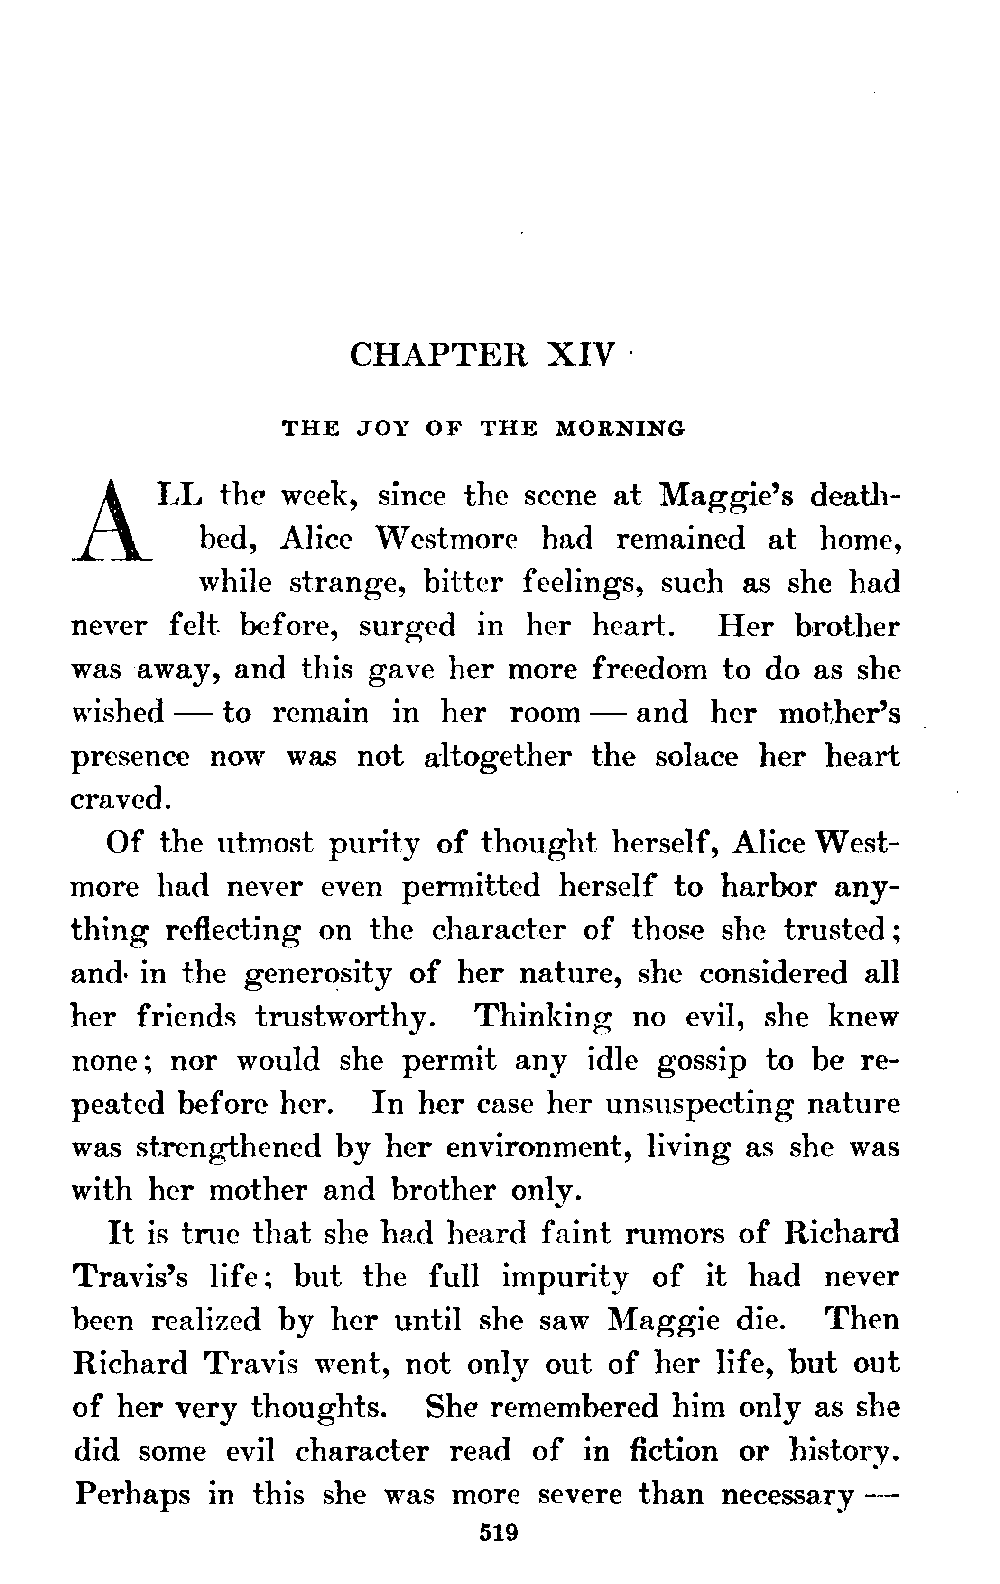 CHAPTER XIV
THE JOY OF THE MORNING
ALL the week, since the scene at Maggie's death-
bed, Alice Westmore had remained at home,
while strange, bitter feelings, such as she had
never felt before, surged in her heart. Her brother
was away, and this gave her more freedom to do as she
wished — to remain in her room — and her mother's
presence now was not altogether the solace her heart
craved.
Of the utmost purity of thought herself, Alice West-
more had never even permitted herself to harbor any-
thing reflecting on the character of those she trusted;
and in the generosity of her nature, she considered all
her friends trustworthy. Thinking no evil, she knew
none; nor would she permit any idle gossip to be re-
peated before her. In her case her unsuspecting nature
was strengthened by her environment, living as she was
with her mother and brother only.
It is true that she had heard faint rumors of Richard
Travis's life; but the full impurity of it had never
been realized by her until she saw Maggie die. Then
Richard Travis went, not only out of her life, but out
of her very thoughts. She remembered him only as she
did some evil character read of in fiction or history.
Perhaps in this she was more severe than necessary —
519